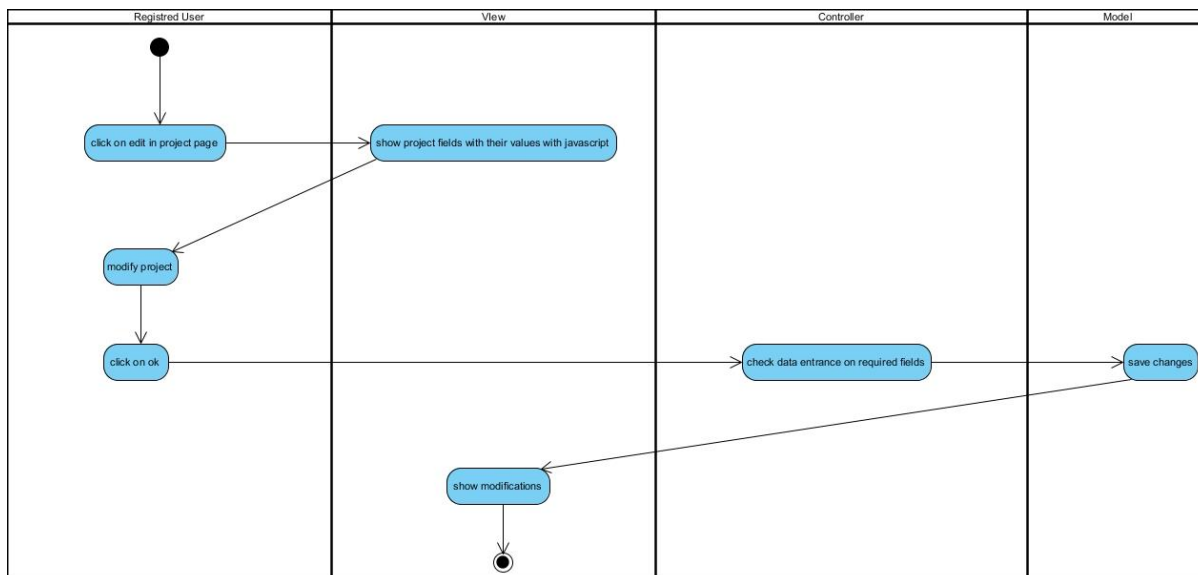 Registred User
VIew
Controller
Model
click on edit in project page
show project fields with their values with javascript
modify project
click on ok
check data entrance on required fields
save changes
show modifications